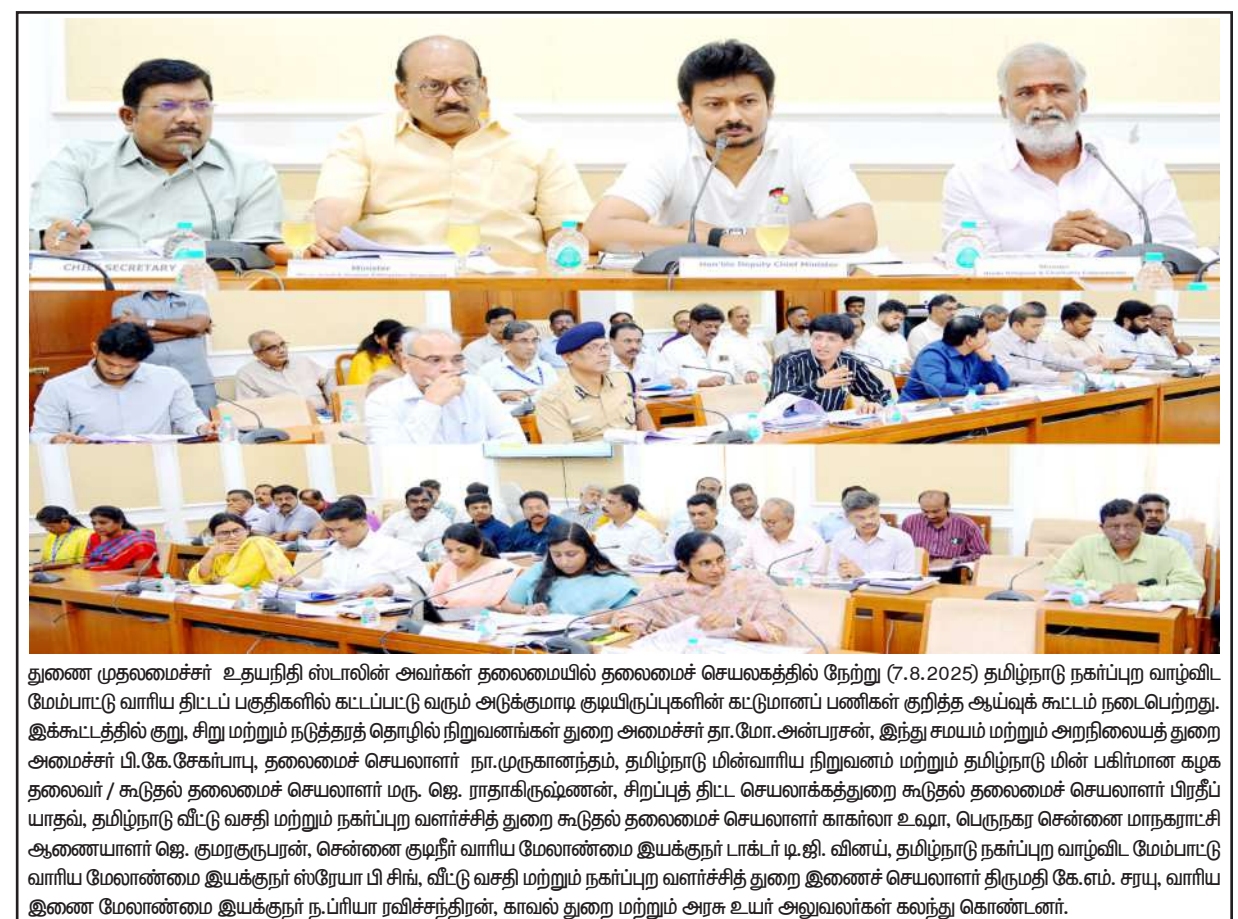 CHIEF SECRETARY
Minister
Hon'ble Deputy Chief Minister
Minister
துணை முதலமைச்சர் உதயநிதி ஸ்டாலின் அவர்கள் தலைமையில் தலைமைச் செயலகத்தில் நேற்று (7.8.2025) தமிழ்நாடு நகர்ப்புற வாழ்விட
மேம்பாட்டு வாரிய திட்டப் பகுதிகளில் கட்டப்பட்டு வரும் அடுக்குமாடி குடியிருப்புகளின் கட்டுமானப் பணிகள் குறித்த ஆய்வுக் கூட்டம் நடைபெற்றது.
இக்கூட்டத்தில் குறு, சிறு மற்றும் நடுத்தரத் தொழில் நிறுவனங்கள் துறை அமைச்சர் தா.மோ.அன்பரசன், இந்து சமயம் மற்றும் அறநிலையத் துறை
அமைச்சர் பி.கே.சேகர்பாபு, தலைமைச் செயலாளர் நா.முருகானந்தம், தமிழ்நாடு மின்வாரிய நிறுவனம் மற்றும் தமிழ்நாடு மின் பகிர்மான கழக
தலைவர் / கூடுதல் தலைமைச் செயலாளர் மரு. ஜெ. ராதாகிருஷ்ணன், சிறப்புத் திட்ட செயலாக்கத்துறை கூடுதல் தலைமைச் செயலாளர் பிரதீப்
யாதவ், தமிழ்நாடு வீட்டு வசதி மற்றும் நகர்ப்புற வளர்ச்சித் துறை கூடுதல் தலைமைச் செயலாளர் காகர்லா உஷா, பெருநகர சென்னை மாநகராட்சி
ஆணையாளர் ஜெ. குமரகுருபரன், சென்னை குடிநீர் வாரிய மேலாண்மை இயக்குநர் டாக்டர் டி.ஜி. வினய், தமிழ்நாடு நகர்ப்புற வாழ்விட மேம்பாட்டு
வாரிய மேலாண்மை இயக்குநர் ஸ்ரேயா பி சிங், வீட்டு வசதி மற்றும் நகர்ப்புற வளர்ச்சித் துறை இணைச் செயலாளர் திருமதி கே.எம். சரயு, வாரிய
இணை மேலாண்மை இயக்குநர் ந.ப்ரியா ரவிச்சந்திரன், காவல் துறை மற்றும் அரசு உயர் அலுவலர்கள் கலந்து கொண்டனர்.